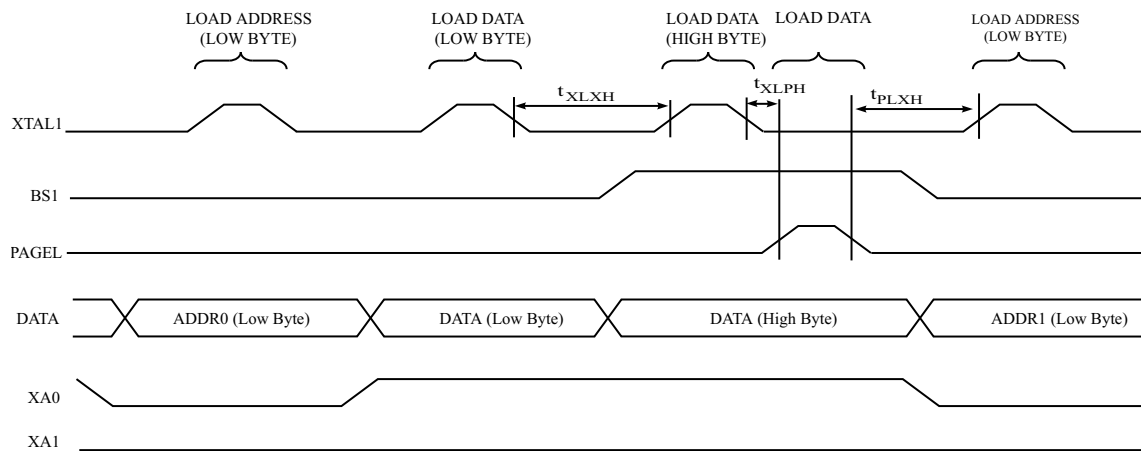 LOAD ADDRESS
(LOW BYTE)
LOAD DATA
(LOW BYTE)
LOAD DATA
(HIGH BYTE)
LOAD DATA
LOAD ADDRESS
(LOW BYTE)
tXLXH
tXLPH
tPLXH
XTAL1
BS1
PAGEL
DATA
ADDR0 (Low Byte)
DATA (Low Byte)
DATA (High Byte)
ADDR1 (Low Byte)
XA0
XA1